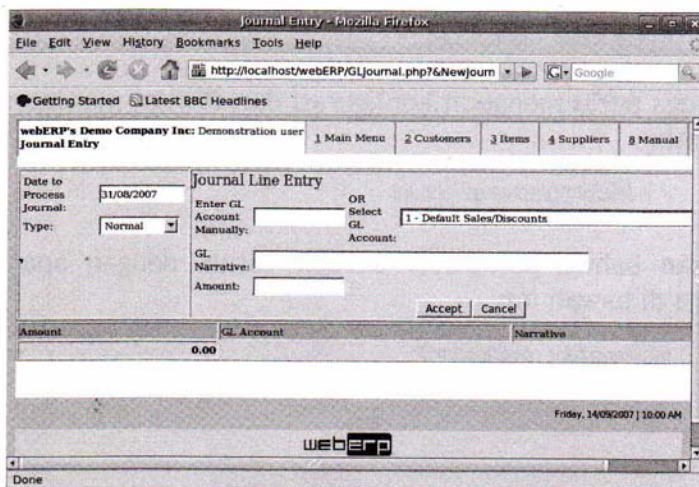 Journal Entry - Mozilla Firefox
File Edit View History Bookmarks Tools Help
http://localhost/webERP/GLJournal.php?&NewJourn
Google
Getting Started Latest BBC Headlines
webERP's Demo Company Inc: Demonstration user
Journal Entry
1 Main Menu 2 Customers 3 Items 4 Suppliers 8 Manual
Date to Process Journal: 31/08/2007
Type: Normal
Journal Line Entry
Enter GL Account Manually:
OR Select GL Account: 1 - Default Sales/Discounts
GL Narrative:
Amount:
Accept Cancel
Amount GL Account Narrative
0.00
Friday, 14/09/2007 | 10:00 AM
webERP
Done